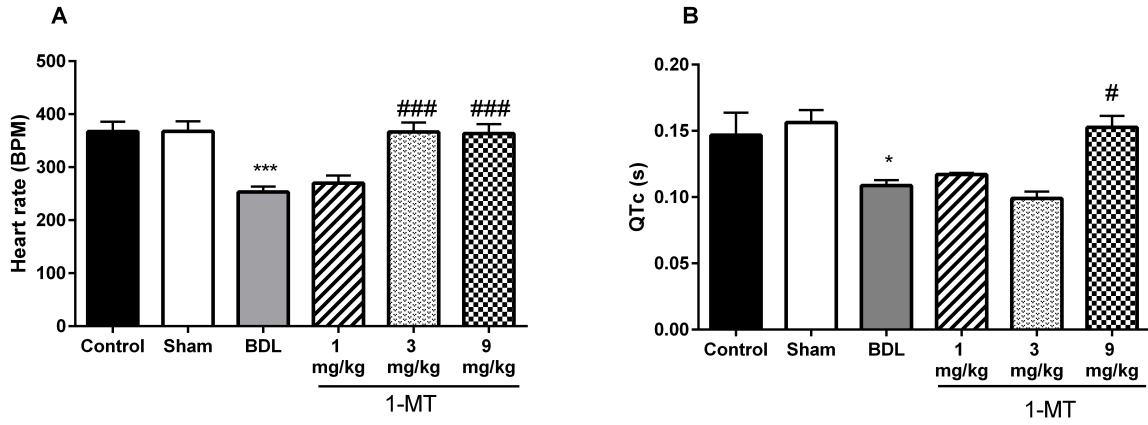 A
Heart rate (BPM)
500
400
300
200
100
0
***
###
###
Control
Sham
BDL
1
mg/kg
3
mg/kg
9
mg/kg
1-MT
B
QTc (s)
0.20
0.15
0.10
0.05
0.00
*
#
Control
Sham
BDL
1
mg/kg
3
mg/kg
9
mg/kg
1-MT